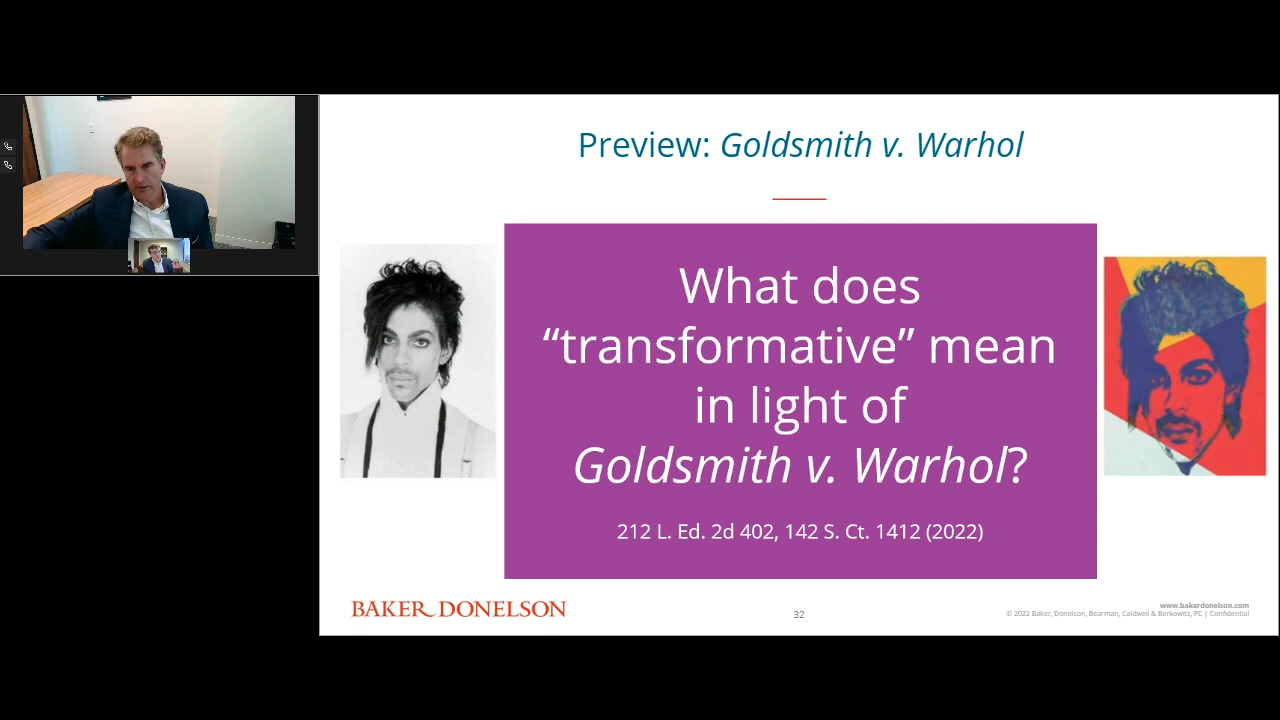 Preview: Goldsmith v. Warhol
What does
“transformative” mean
in light of
Goldsmith v. Warhol?
212 L. Ed. 2d 402, 142 S. Ct. 1412 (2022)
BAKER DONELSON
32
www.bakerdonelson.com
© 2022 Baker, Donelson, Bearman, Caldwell & Berkowitz, PC | Confidential